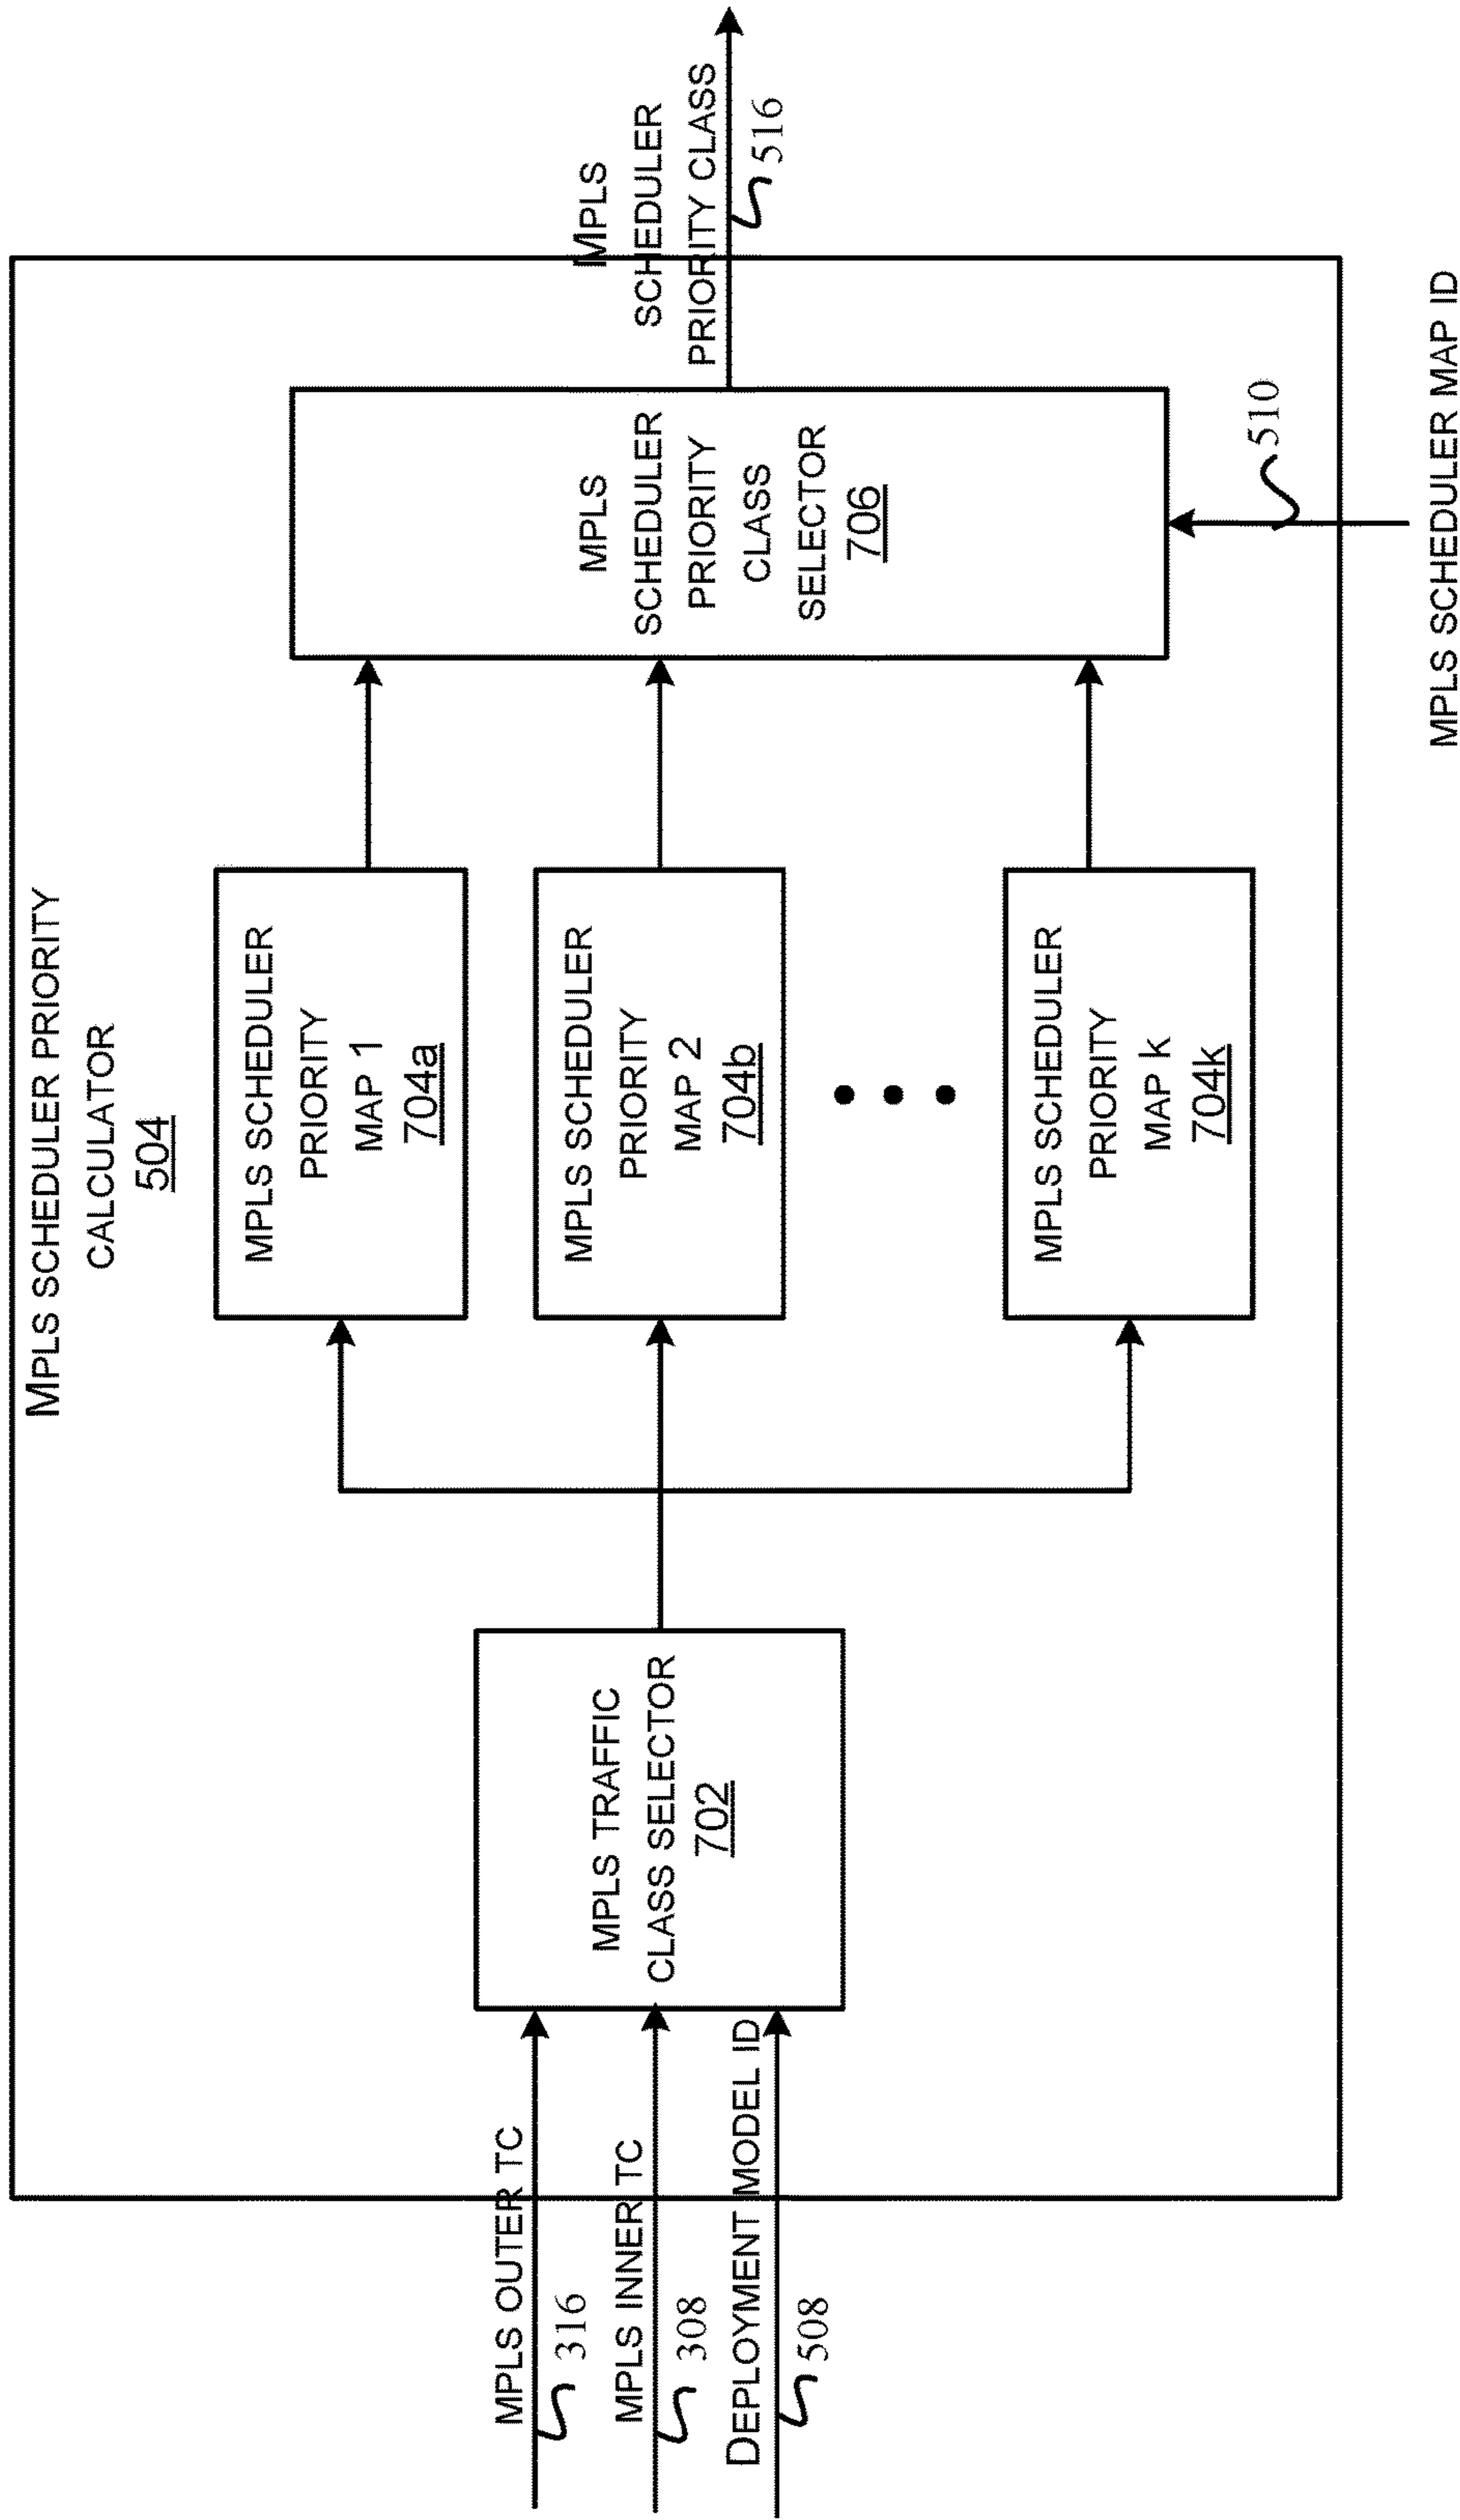 MPLS SCHEDULER PRIORITY
CALCULATOR
504
MPLS OUTER TC
316
MPLS INNER TC
308
DEPLOYMENT MODEL ID
508
MPLS TRAFFIC
CLASS SELECTOR
702
MPLS SCHEDULER
PRIORITY
MAP 1
704a
MPLS SCHEDULER
PRIORITY
MAP 2
704b
MPLS SCHEDULER
PRIORITY
MAP k
704k
MPLS
SCHEDULER
PRIORITY
CLASS
SELECTOR
706
MPLS
SCHEDULER
PRIORITY CLASS
516
510
MPLS SCHEDULER MAP ID